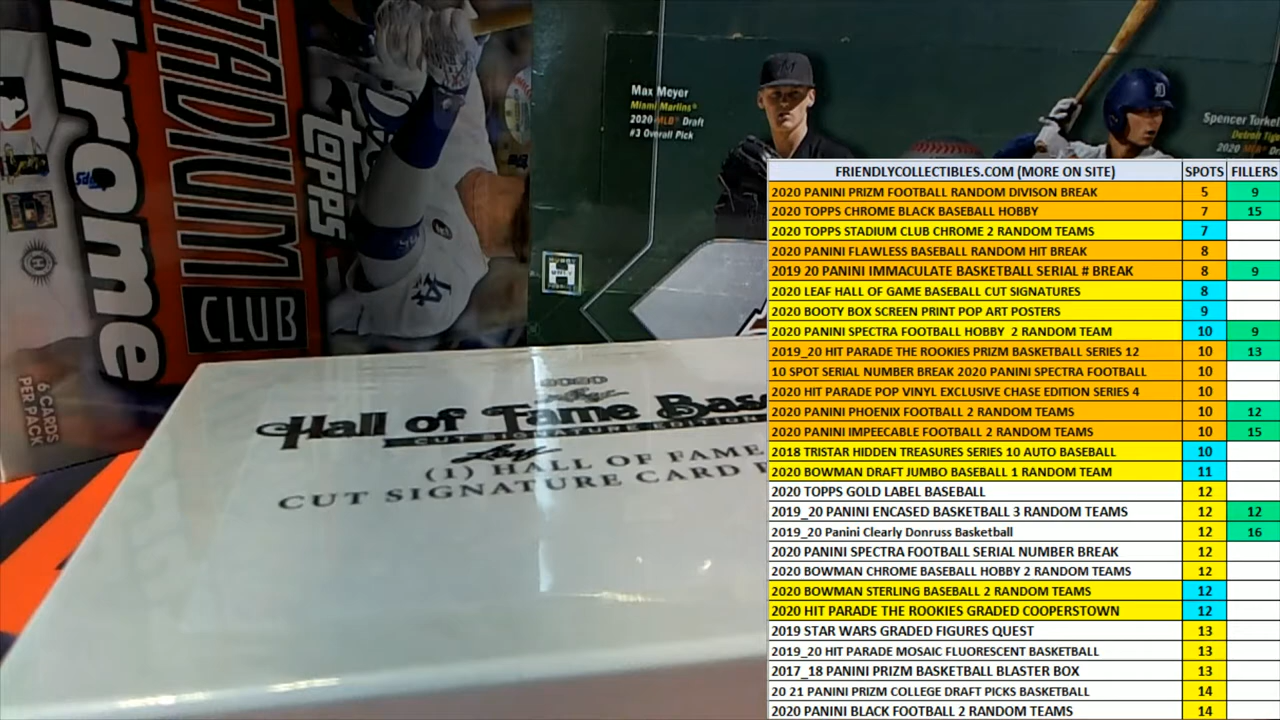 chrome
6 CARDS
PER PACK
STADIUM
CLUB
topps
LA
Max Meyer
Miami Marlins®
2020 MLB® Draft
#3 Overall Pick
M
HOBBY
ONLY
D
Detroit
2020
2020
Leaf
Hall of Fame
CUT SIGNATURE EDITION
Leaf
(1) HALL OF FAME
CUT SIGNATURE CARD
FRIENDLYCOLLECTIBLES.COM (MORE ON SITE) SPOTS FILLERS
2020 PANINI PRIZM FOOTBALL RANDOM DIVISON BREAK 5 9
2020 TOPPS CHROME BLACK BASEBALL HOBBY 7 15
2020 TOPPS STADIUM CLUB CHROME 2 RANDOM TEAMS 7
2020 PANINI FLAWLESS BASEBALL RANDOM HIT BREAK 8
2019 20 PANINI IMMACULATE BASKETBALL SERIAL # BREAK 8 9
2020 LEAF HALL OF GAME BASEBALL CUT SIGNATURES 8
2020 BOOTY BOX SCREEN PRINT POP ART POSTERS 9
2020 PANINI SPECTRA FOOTBALL HOBBY 2 RANDOM TEAM 10 9
2019_20 HIT PARADE THE ROOKIES PRIZM BASKETBALL SERIES 12 10 13
10 SPOT SERIAL NUMBER BREAK 2020 PANINI SPECTRA FOOTBALL 10
2020 HIT PARADE POP VINYL EXCLUSIVE CHASE EDITION SERIES 4 10
2020 PANINI PHOENIX FOOTBALL 2 RANDOM TEAMS 10 12
2020 PANINI IMPEECABLE FOOTBALL 2 RANDOM TEAMS 10 15
2018 TRISTAR HIDDEN TREASURES SERIES 10 AUTO BASEBALL 10
2020 BOWMAN DRAFT JUMBO BASEBALL 1 RANDOM TEAM 11
2020 TOPPS GOLD LABEL BASEBALL 12
2019_20 PANINI ENCASED BASKETBALL 3 RANDOM TEAMS 12 12
2019_20 Panini Clearly Donruss Basketball 12 16
2020 PANINI SPECTRA FOOTBALL SERIAL NUMBER BREAK 12
2020 BOWMAN CHROME BASEBALL HOBBY 2 RANDOM TEAMS 12
2020 BOWMAN STERLING BASEBALL 2 RANDOM TEAMS 12
2020 HIT PARADE THE ROOKIES GRADED COOPERSTOWN 12
2019 STAR WARS GRADED FIGURES QUEST 13
2019_20 HIT PARADE MOSAIC FLUORESCENT BASKETBALL 13
2017_18 PANINI PRIZM BASKETBALL BLASTER BOX 13
20 21 PANINI PRIZM COLLEGE DRAFT PICKS BASKETBALL 14
2020 PANINI BLACK FOOTBALL 2 RANDOM TEAMS 14